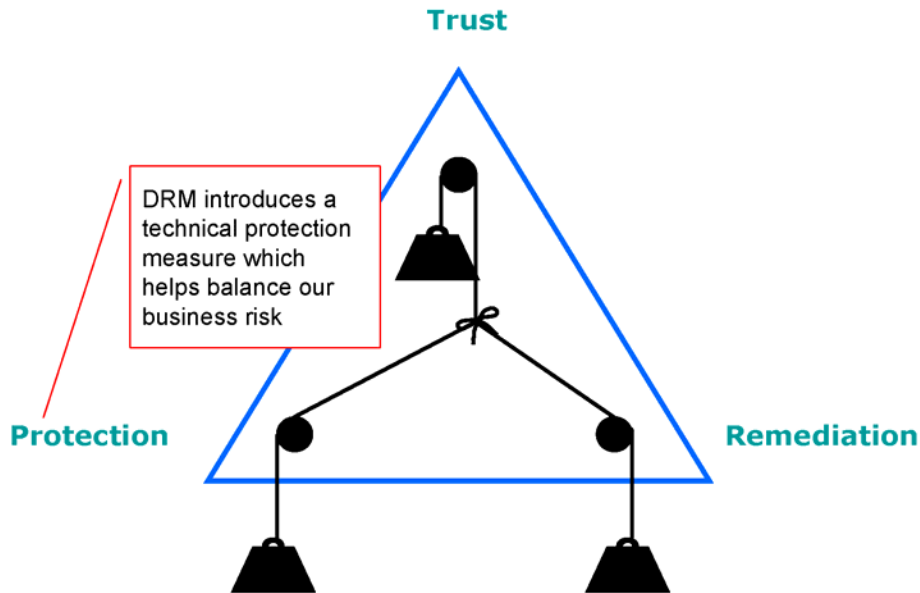 Trust
DRM introduces a
technical protection
measure which
helps balance our
business risk
Protection
Remediation